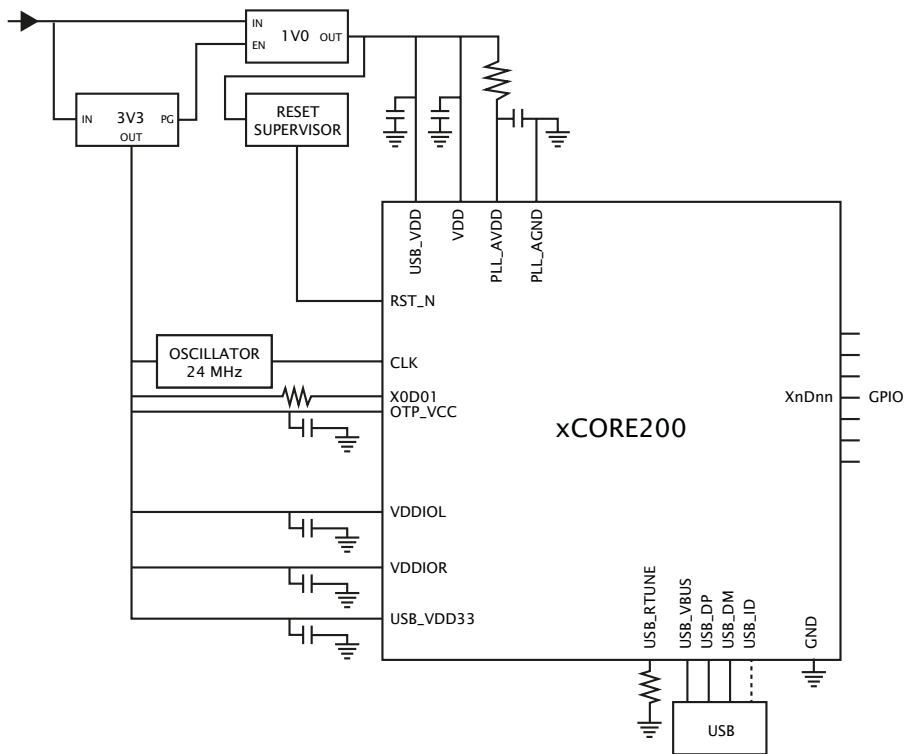 IN
EN
1V0
OUT
IN
3V3
PG
OUT
RESET
SUPERVISOR
USB_VDD
VDD
PLL_AVDD
PLL_AGND
RST_N
OSCILLATOR
24 MHz
CLK
X0D01
OTP_VCC
XnDnn
GPIO
xCORE200
VDDIOL
VDDIOR
USB_VDD33
USB_RTUNE
USB_VBUS
USB_DP
USB_DM
USB_ID
GND
USB